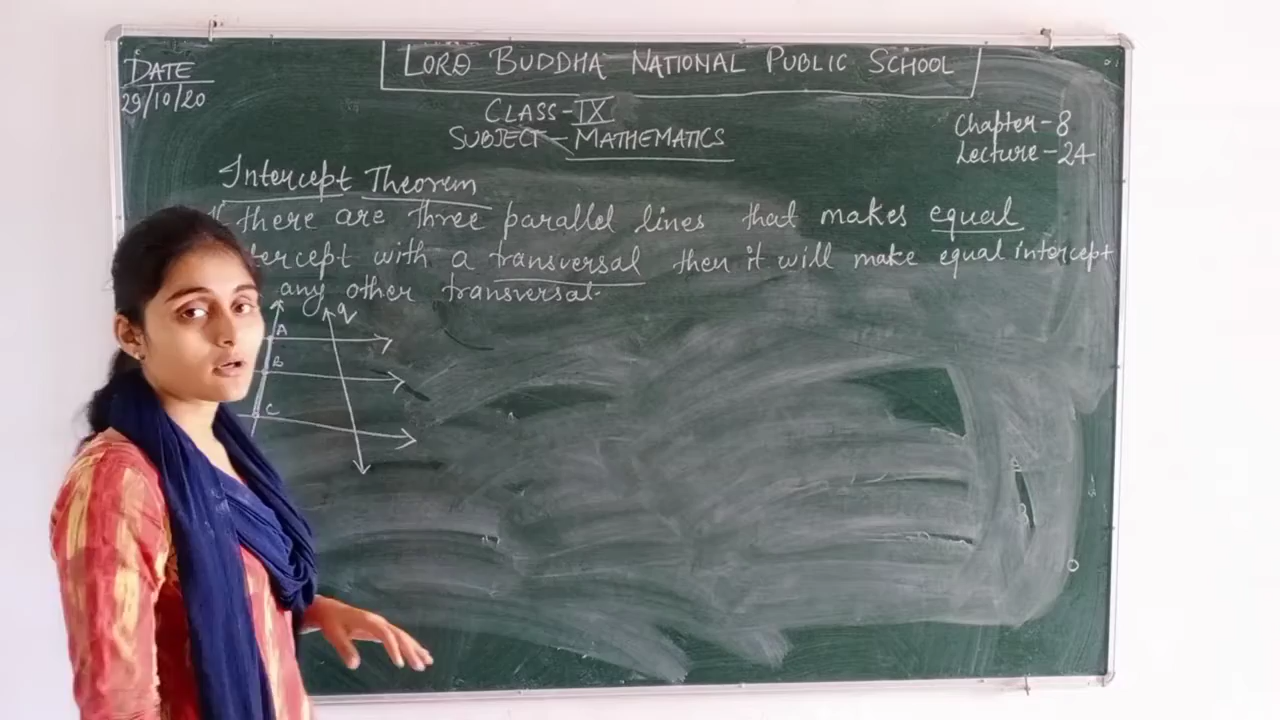 LORD BUDDHA NATIONAL PUBLIC SCHOOL
DATE
29/10/20
CLASS-IX
SUBJECT-MATHEMATICS
Chapter-8
Lecture-24
Intercept Theorem
there are three parallel lines that makes equal
tercept with a transversal then it will make equal intercept
any other transversal.
q
A
B
C